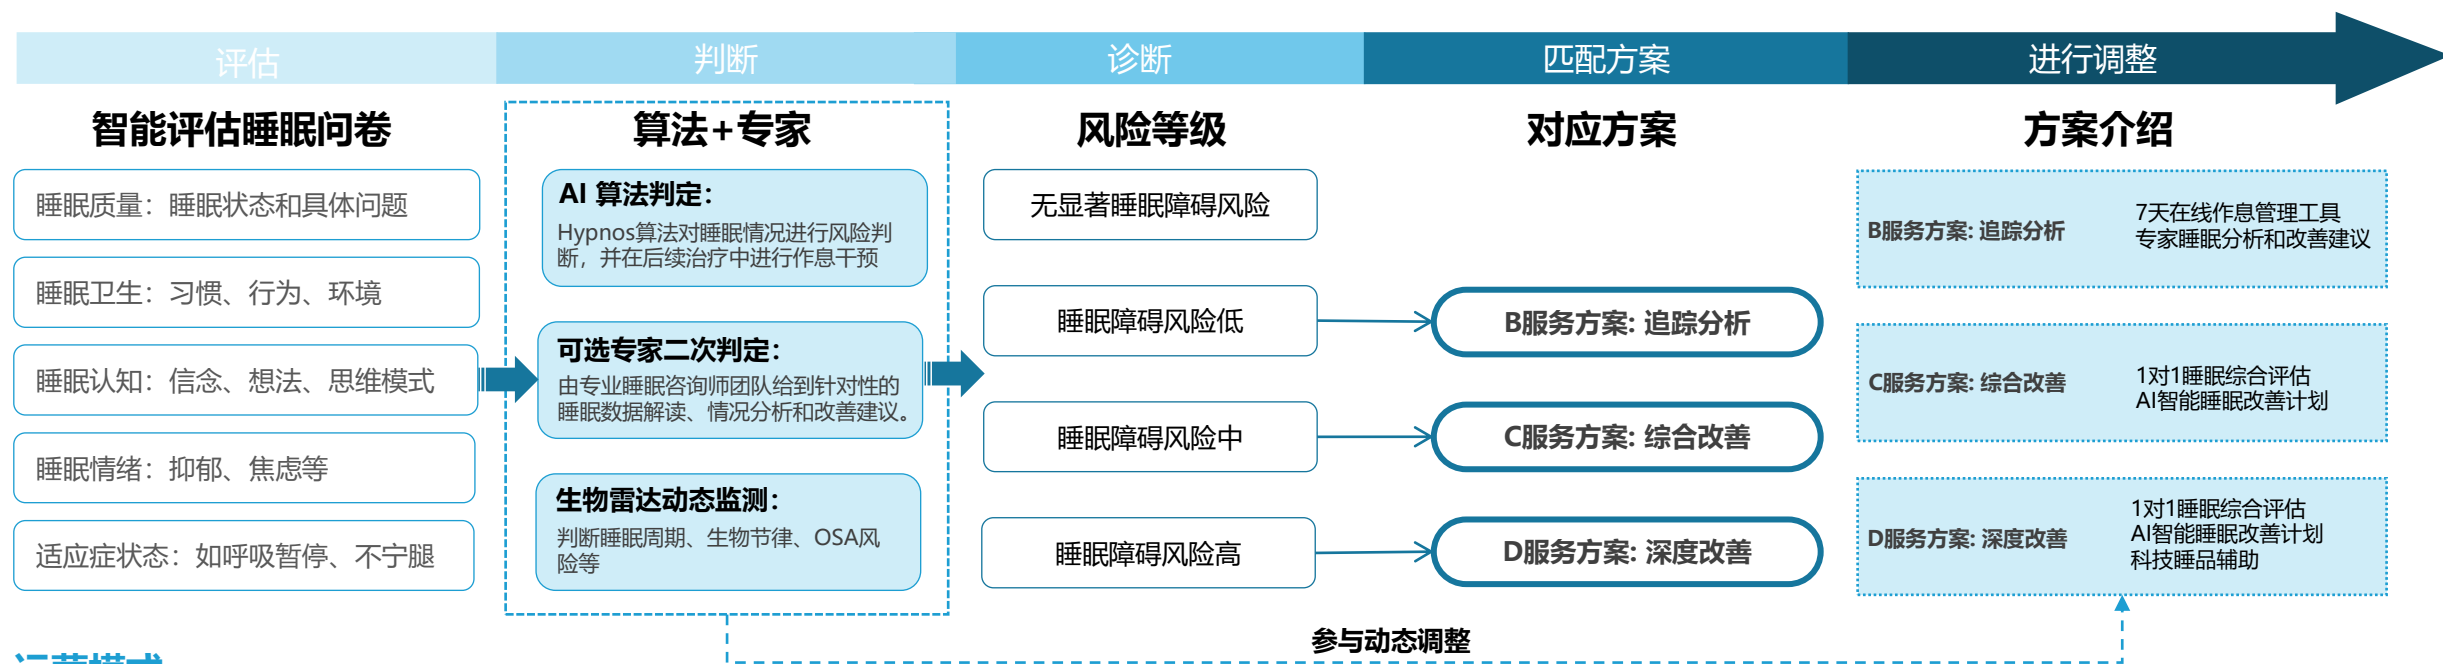 评估
判断
诊断
匹配方案
进行调整
智能评估睡眠问卷
睡眠质量：睡眠状态和具体问题
睡眠卫生：习惯、行为、环境
睡眠认知：信念、想法、思维模式
睡眠情绪：抑郁、焦虑等
适应症状态：如呼吸暂停、不宁腿
算法+专家
AI 算法判定：
Hypnos算法对睡眠情况进行风险判
断，并在后续治疗中进行作息干预
可选专家二次判定：
由专业睡眠咨询师团队给到针对性的
睡眠数据解读、情况分析和改善建议。
生物雷达动态监测：
判断睡眠周期、生物节律、OSA风
险等
风险等级
无显著睡眠障碍风险
睡眠障碍风险低
睡眠障碍风险中
睡眠障碍风险高
对应方案
B服务方案: 追踪分析
C服务方案: 综合改善
D服务方案: 深度改善
方案介绍
B服务方案: 追踪分析
7天在线作息管理工具
专家睡眠分析和改善建议
C服务方案: 综合改善
1对1睡眠综合评估
AI智能睡眠改善计划
D服务方案: 深度改善
1对1睡眠综合评估
AI智能睡眠改善计划
科技睡品辅助
参与动态调整
运营模式